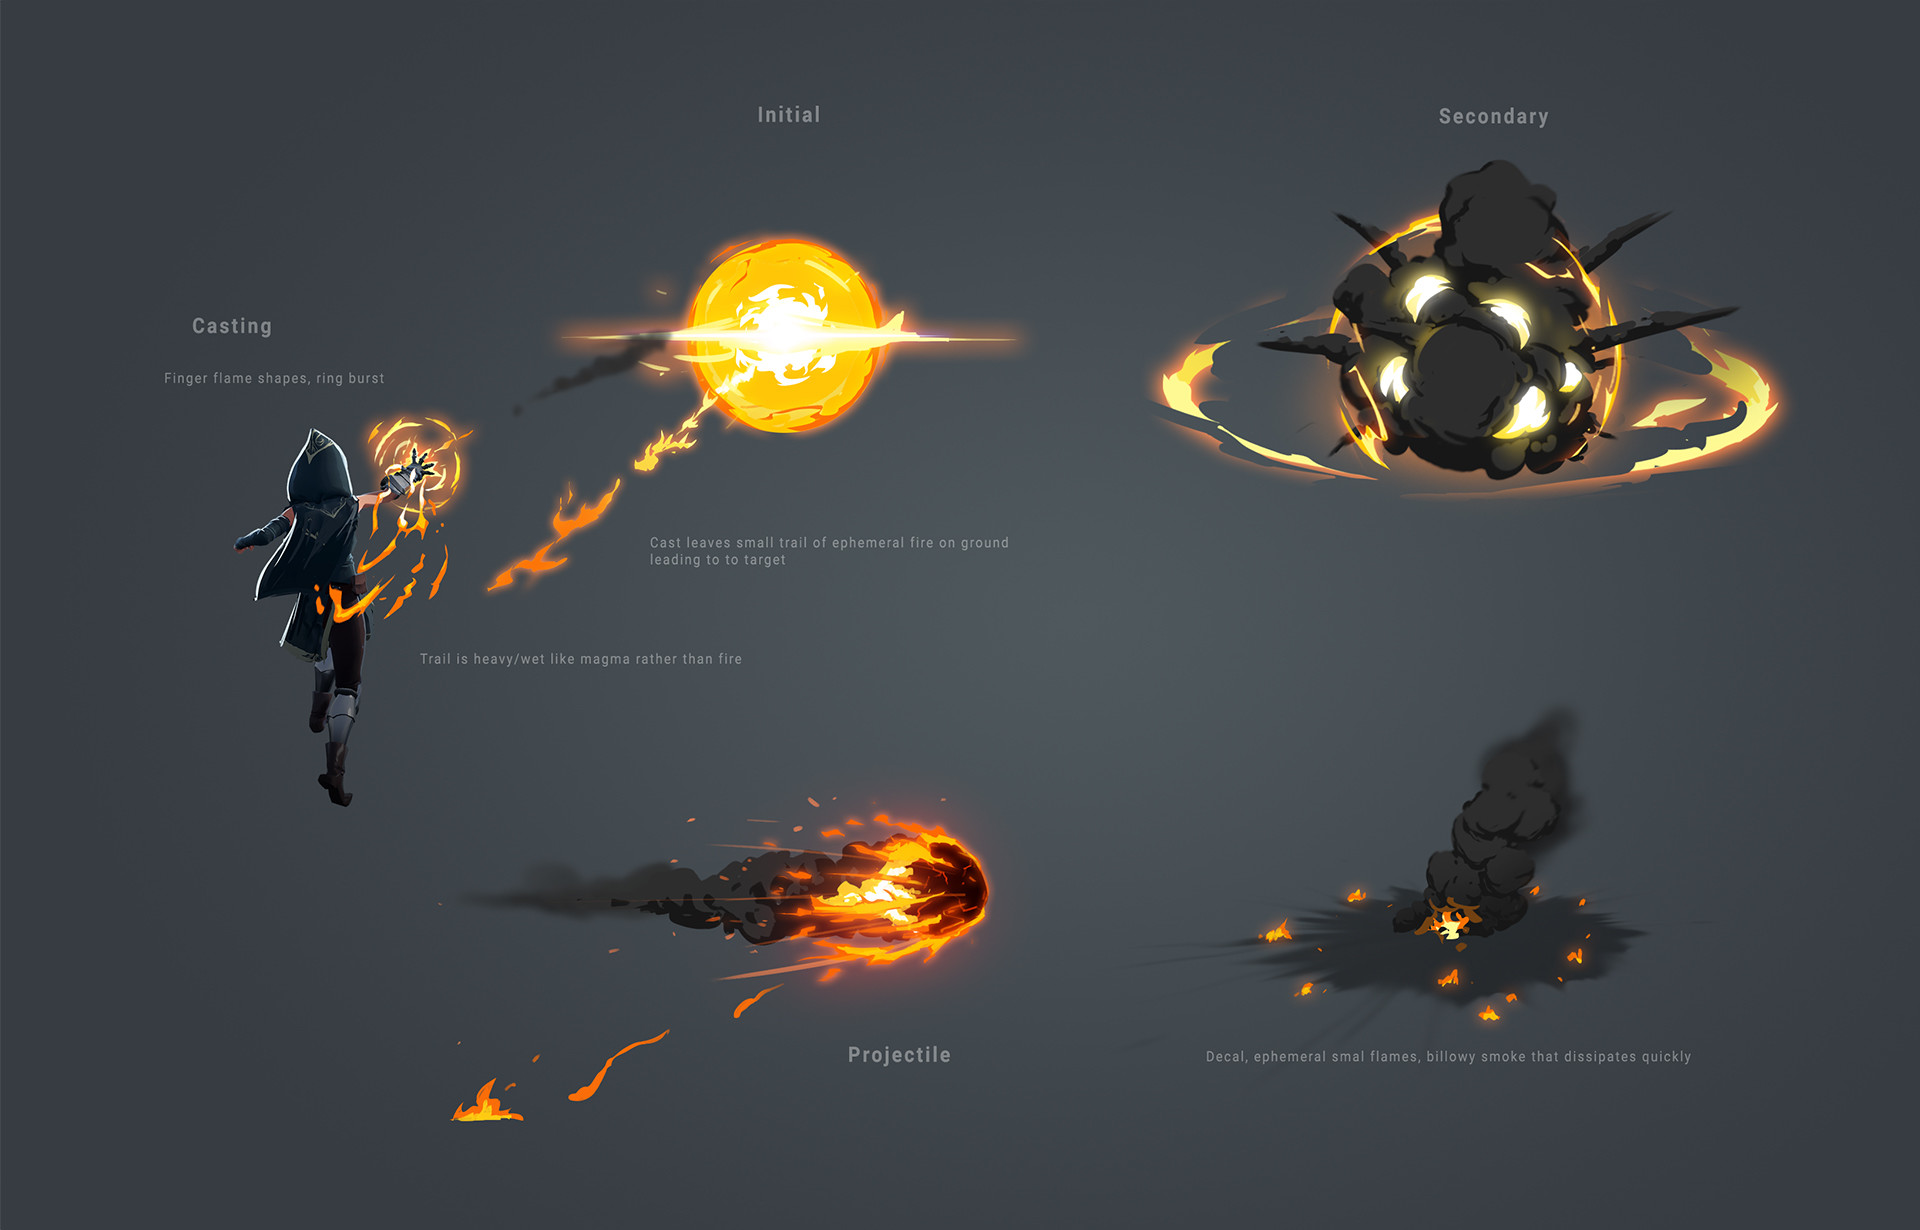 Initial
Secondary
Casting
Finger flame shapes, ring burst
Cast leaves small trail of ephemeral fire on ground
leading to to target
Trail is heavy/wet like magma rather than fire
Projectile
Decal, ephemeral smal flames, billowy smoke that dissipates quickly